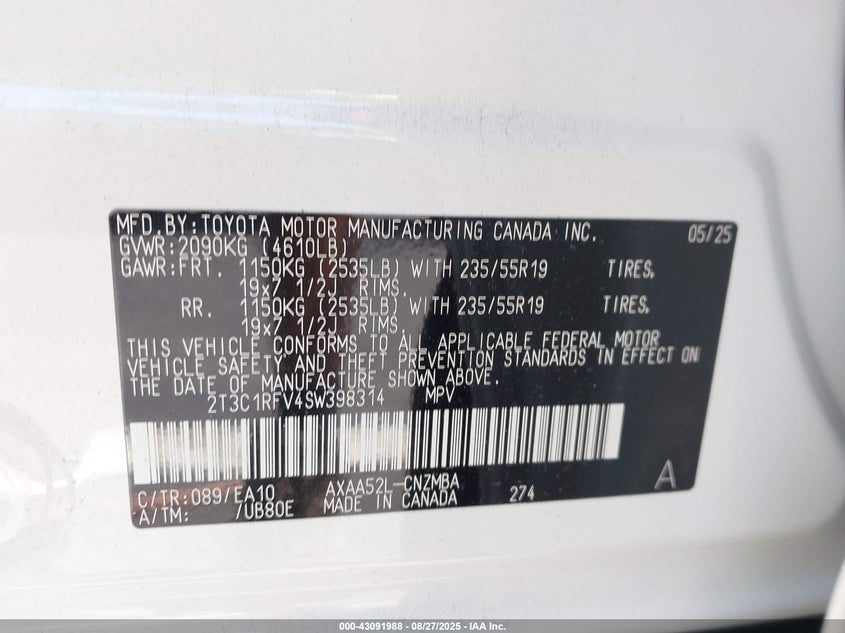 MFD.BY:TOYOTA MOTOR MANUFACTURING CANADA INC. 05/25
GVWR:2090KG (4610LB)
GAWR:FRT. 1150KG (2535LB) WITH 235/55R19 TIRES,
19x7 1/2J RIMS.
RR. 1150KG (2535LB) WITH 235/55R19 TIRES,
19x7 1/2J RIMS.
THIS VEHICLE CONFORMS TO ALL APPLICABLE FEDERAL MOTOR
VEHICLE SAFETY AND THEFT PREVENTION STANDARDS IN EFFECT ON
THE DATE OF MANUFACTURE SHOWN ABOVE.
2T3C1RFV4SW398314 MPV
C/TR:089/EA10 AXAA52L-CNZMBA A
A/TM: /UB80E MADE IN CANADA 274
000-43091988 - 08/27/2025 - IAA Inc.